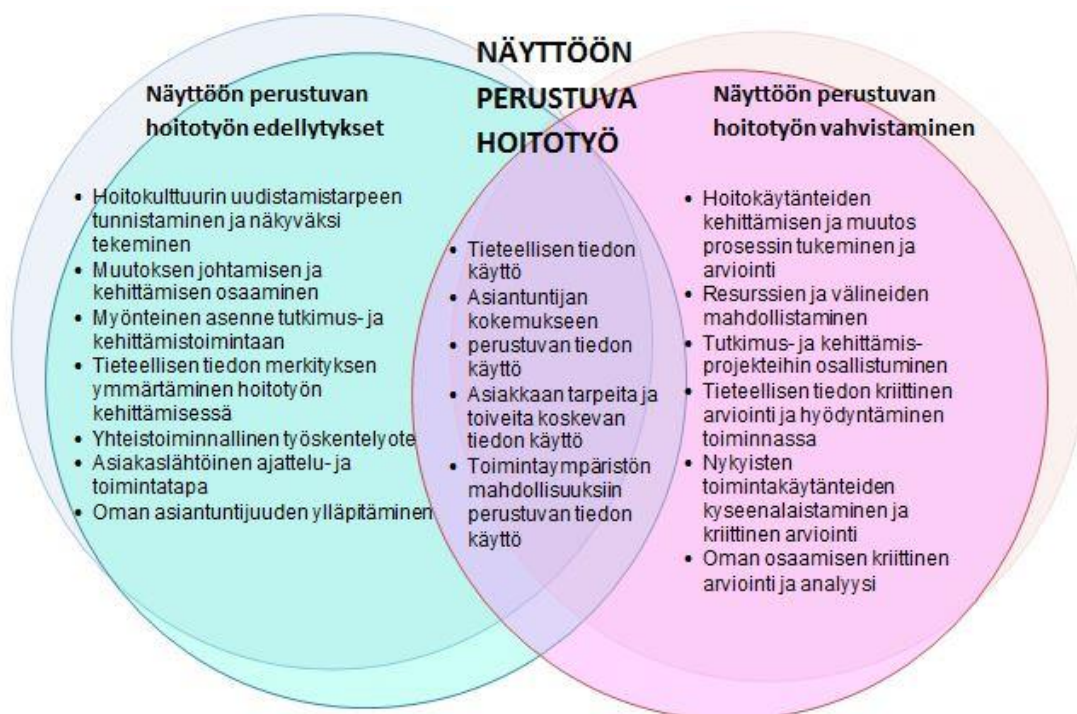 NÄYTTÖÖN
PERUSTUVA
HOITOTYÖ
Näyttöön perustuvan
hoitotyön edellytykset
• Hoitokulttuurin uudistamistarpeen
tunnistaminen ja näkyväksi
tekeminen
• Muutoksen johtamisen ja
kehittämisen osaaminen
• Myönteinen asenne tutkimus- ja
kehittämistoimintaan
• Tieteellisen tiedon merkityksen
ymmärtäminen hoitotyön
kehittämisessä
• Yhteistoiminnallinen työskentelyote
• Asiakaslähtöinen ajattelu- ja
toimintatapa
• Oman asiantuntijuuden ylläpitäminen
• Tieteellisen tiedon
käyttö
• Asiantuntijan
kokemukseen
• perustuvan tiedon
käyttö
• Asiakkaan tarpeita ja
toiveita koskevan
tiedon käyttö
• Toimintaympäristön
mahdollisuuksiin
perustuvan tiedon
käyttö
Näyttöön perustuvan
hoitotyön vahvistaminen
• Hoitokäytänteiden
kehittämisen ja muutos
prosessin tukeminen ja
arviointi
• Resurssien ja välineiden
mahdollistaminen
• Tutkimus- ja kehittämis-
projekteihin osallistuminen
• Tieteellisen tiedon kriittinen
arviointi ja hyödyntäminen
toiminnassa
• Nykyisten
toimintakäytänteiden
kyseenalaistaminen ja
kriittinen arviointi
• Oman osaamisen kriittinen
arviointi ja analyysi